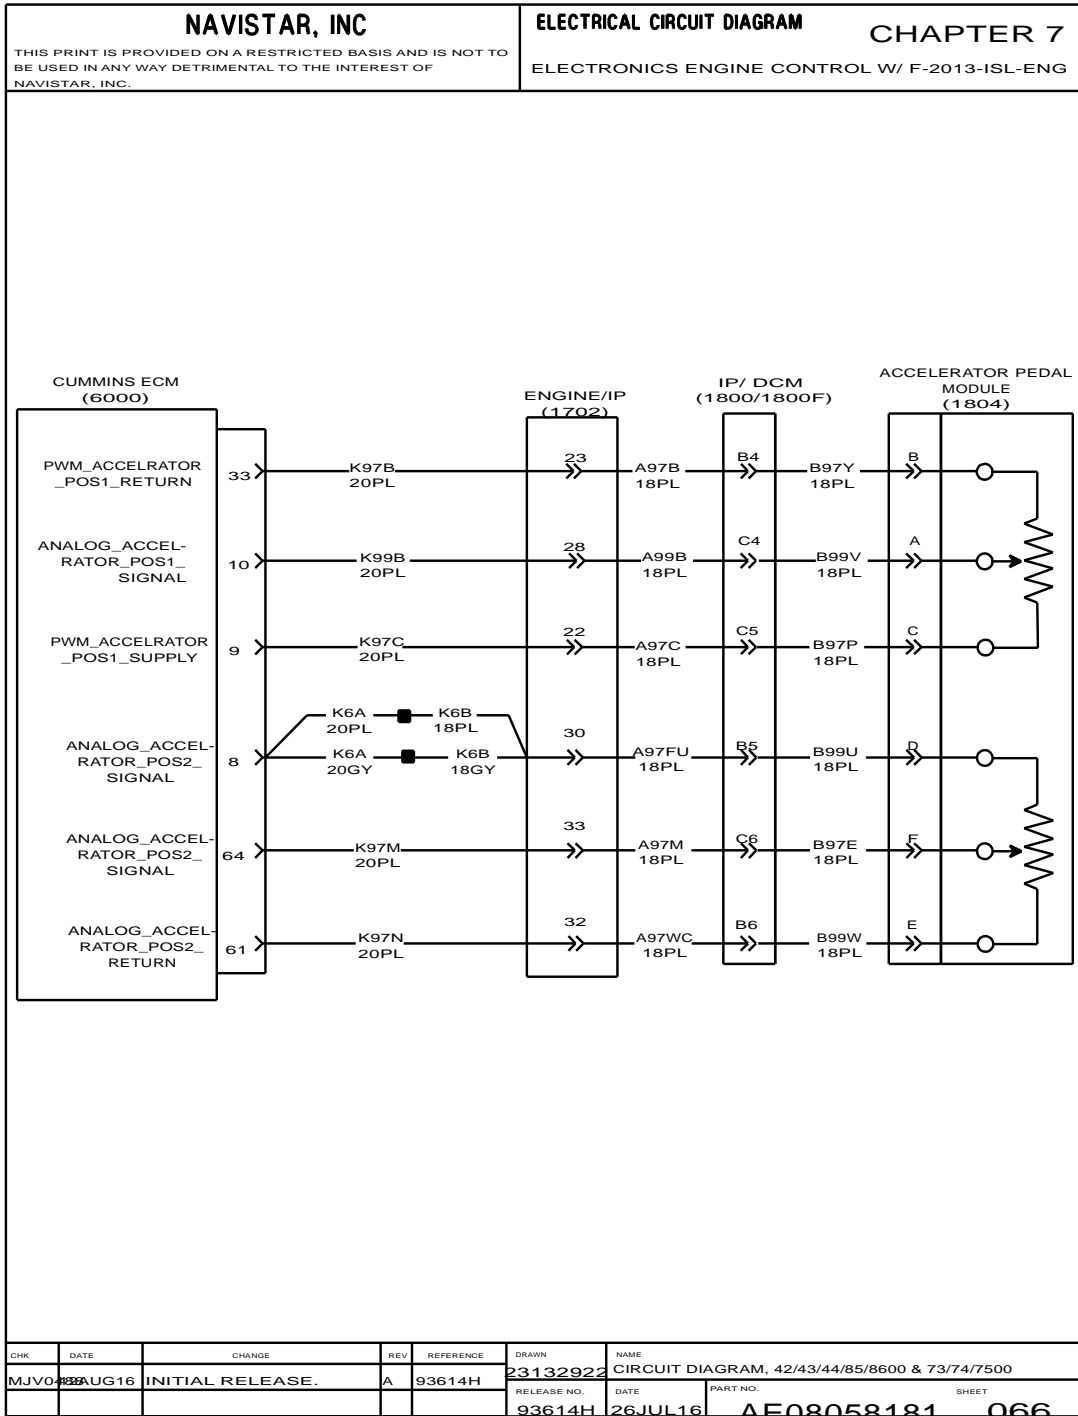 NAVISTAR, INC
THIS PRINT IS PROVIDED ON A RESTRICTED BASIS AND IS NOT TO
BE USED IN ANY WAY DETRIMENTAL TO THE INTEREST OF
NAVISTAR, INC.
ELECTRICAL CIRCUIT DIAGRAM
CHAPTER 7
ELECTRONICS ENGINE CONTROL W/ F-2013-ISL-ENG
CUMMINS ECM
(6000)
ENGINE/IP
(1702)
IP/ DCM
(1800/1800F)
ACCELERATOR PEDAL
MODULE
(1804)
PWM_ACCELRATOR
_POS1_RETURN
33
K97B
20PL
23
A97B
18PL
B4
B97Y
18PL
B
ANALOG_ACCEL-
RATOR_POS1_
SIGNAL
10
K99B
20PL
28
A99B
18PL
C4
B99V
18PL
A
PWM_ACCELRATOR
_POS1_SUPPLY
9
K97C
20PL
22
A97C
18PL
C5
B97P
18PL
C
ANALOG_ACCEL-
RATOR_POS2_
SIGNAL
8
K6A
20PL
K6B
18PL
K6A
20GY
K6B
18GY
30
A97FU
18PL
B5
B99U
18PL
D
ANALOG_ACCEL-
RATOR_POS2_
SIGNAL
64
K97M
20PL
33
A97M
18PL
C6
B97E
18PL
F
ANALOG_ACCEL-
RATOR_POS2_
RETURN
61
K97N
20PL
32
A97WC
18PL
B6
B99W
18PL
E
CHK DATE CHANGE REV REFERENCE
INITIAL RELEASE. A 93614H
DRAWN
23132922
NAME
CIRCUIT DIAGRAM, 42/43/44/85/8600 & 73/74/7500
RELEASE NO.
93614H
DATE
26JUL16
PART NO.
AE08058181
SHEET
066